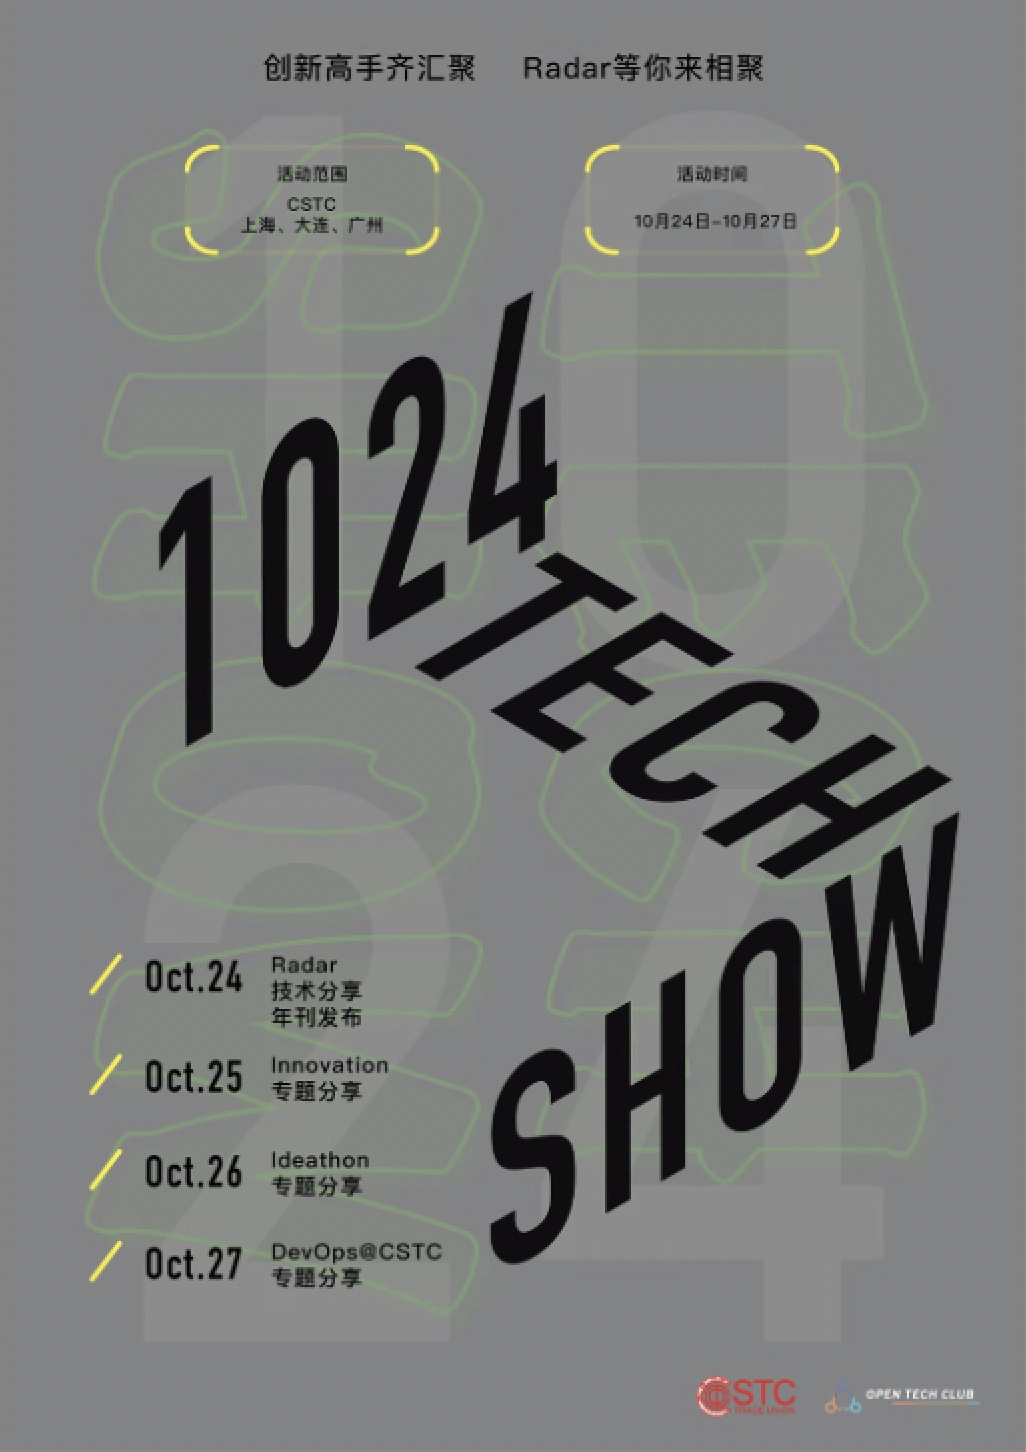 创新高手齐汇聚 Radar等你来相聚
活动范围
CSTC
上海、大连、广州
活动时间
10月24日-10月27日
1024
TECH
SHOW
Oct.24
Radar
技术分享
年刊发布
Oct.25
Innovation
专题分享
Oct.26
Ideathon
专题分享
Oct.27
DevOps@CSTC
专题分享
CSTC
TRADE UNION
OPEN TECH CLUB
1024